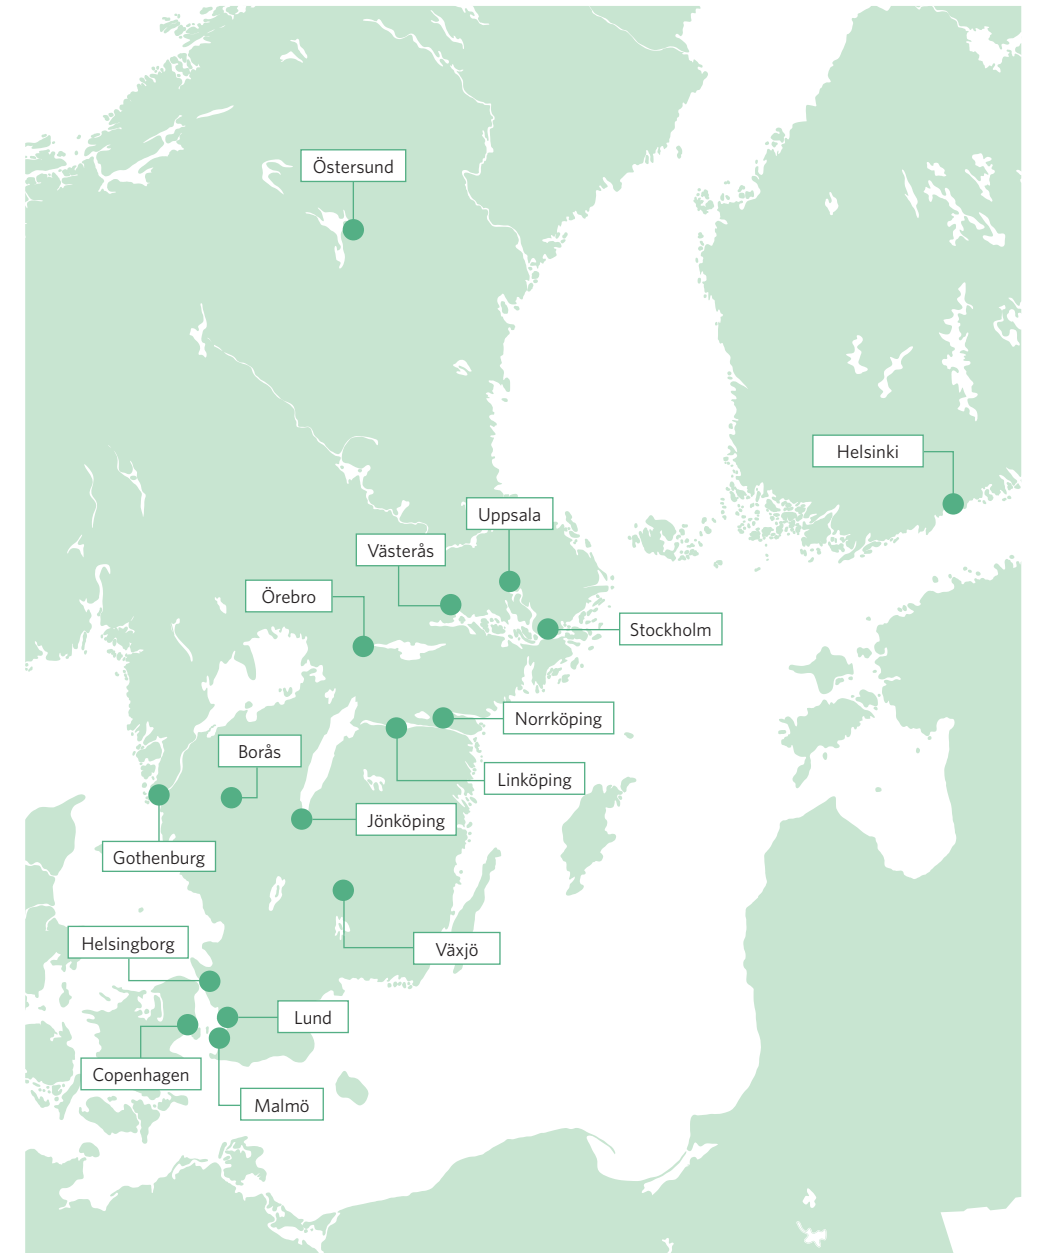 Östersund
Helsinki
Uppsala
Västerås
Örebro
Stockholm
Norrköping
Borås
Linköping
Jönköping
Gothenburg
Helsingborg
Växjö
Lund
Copenhagen
Malmö